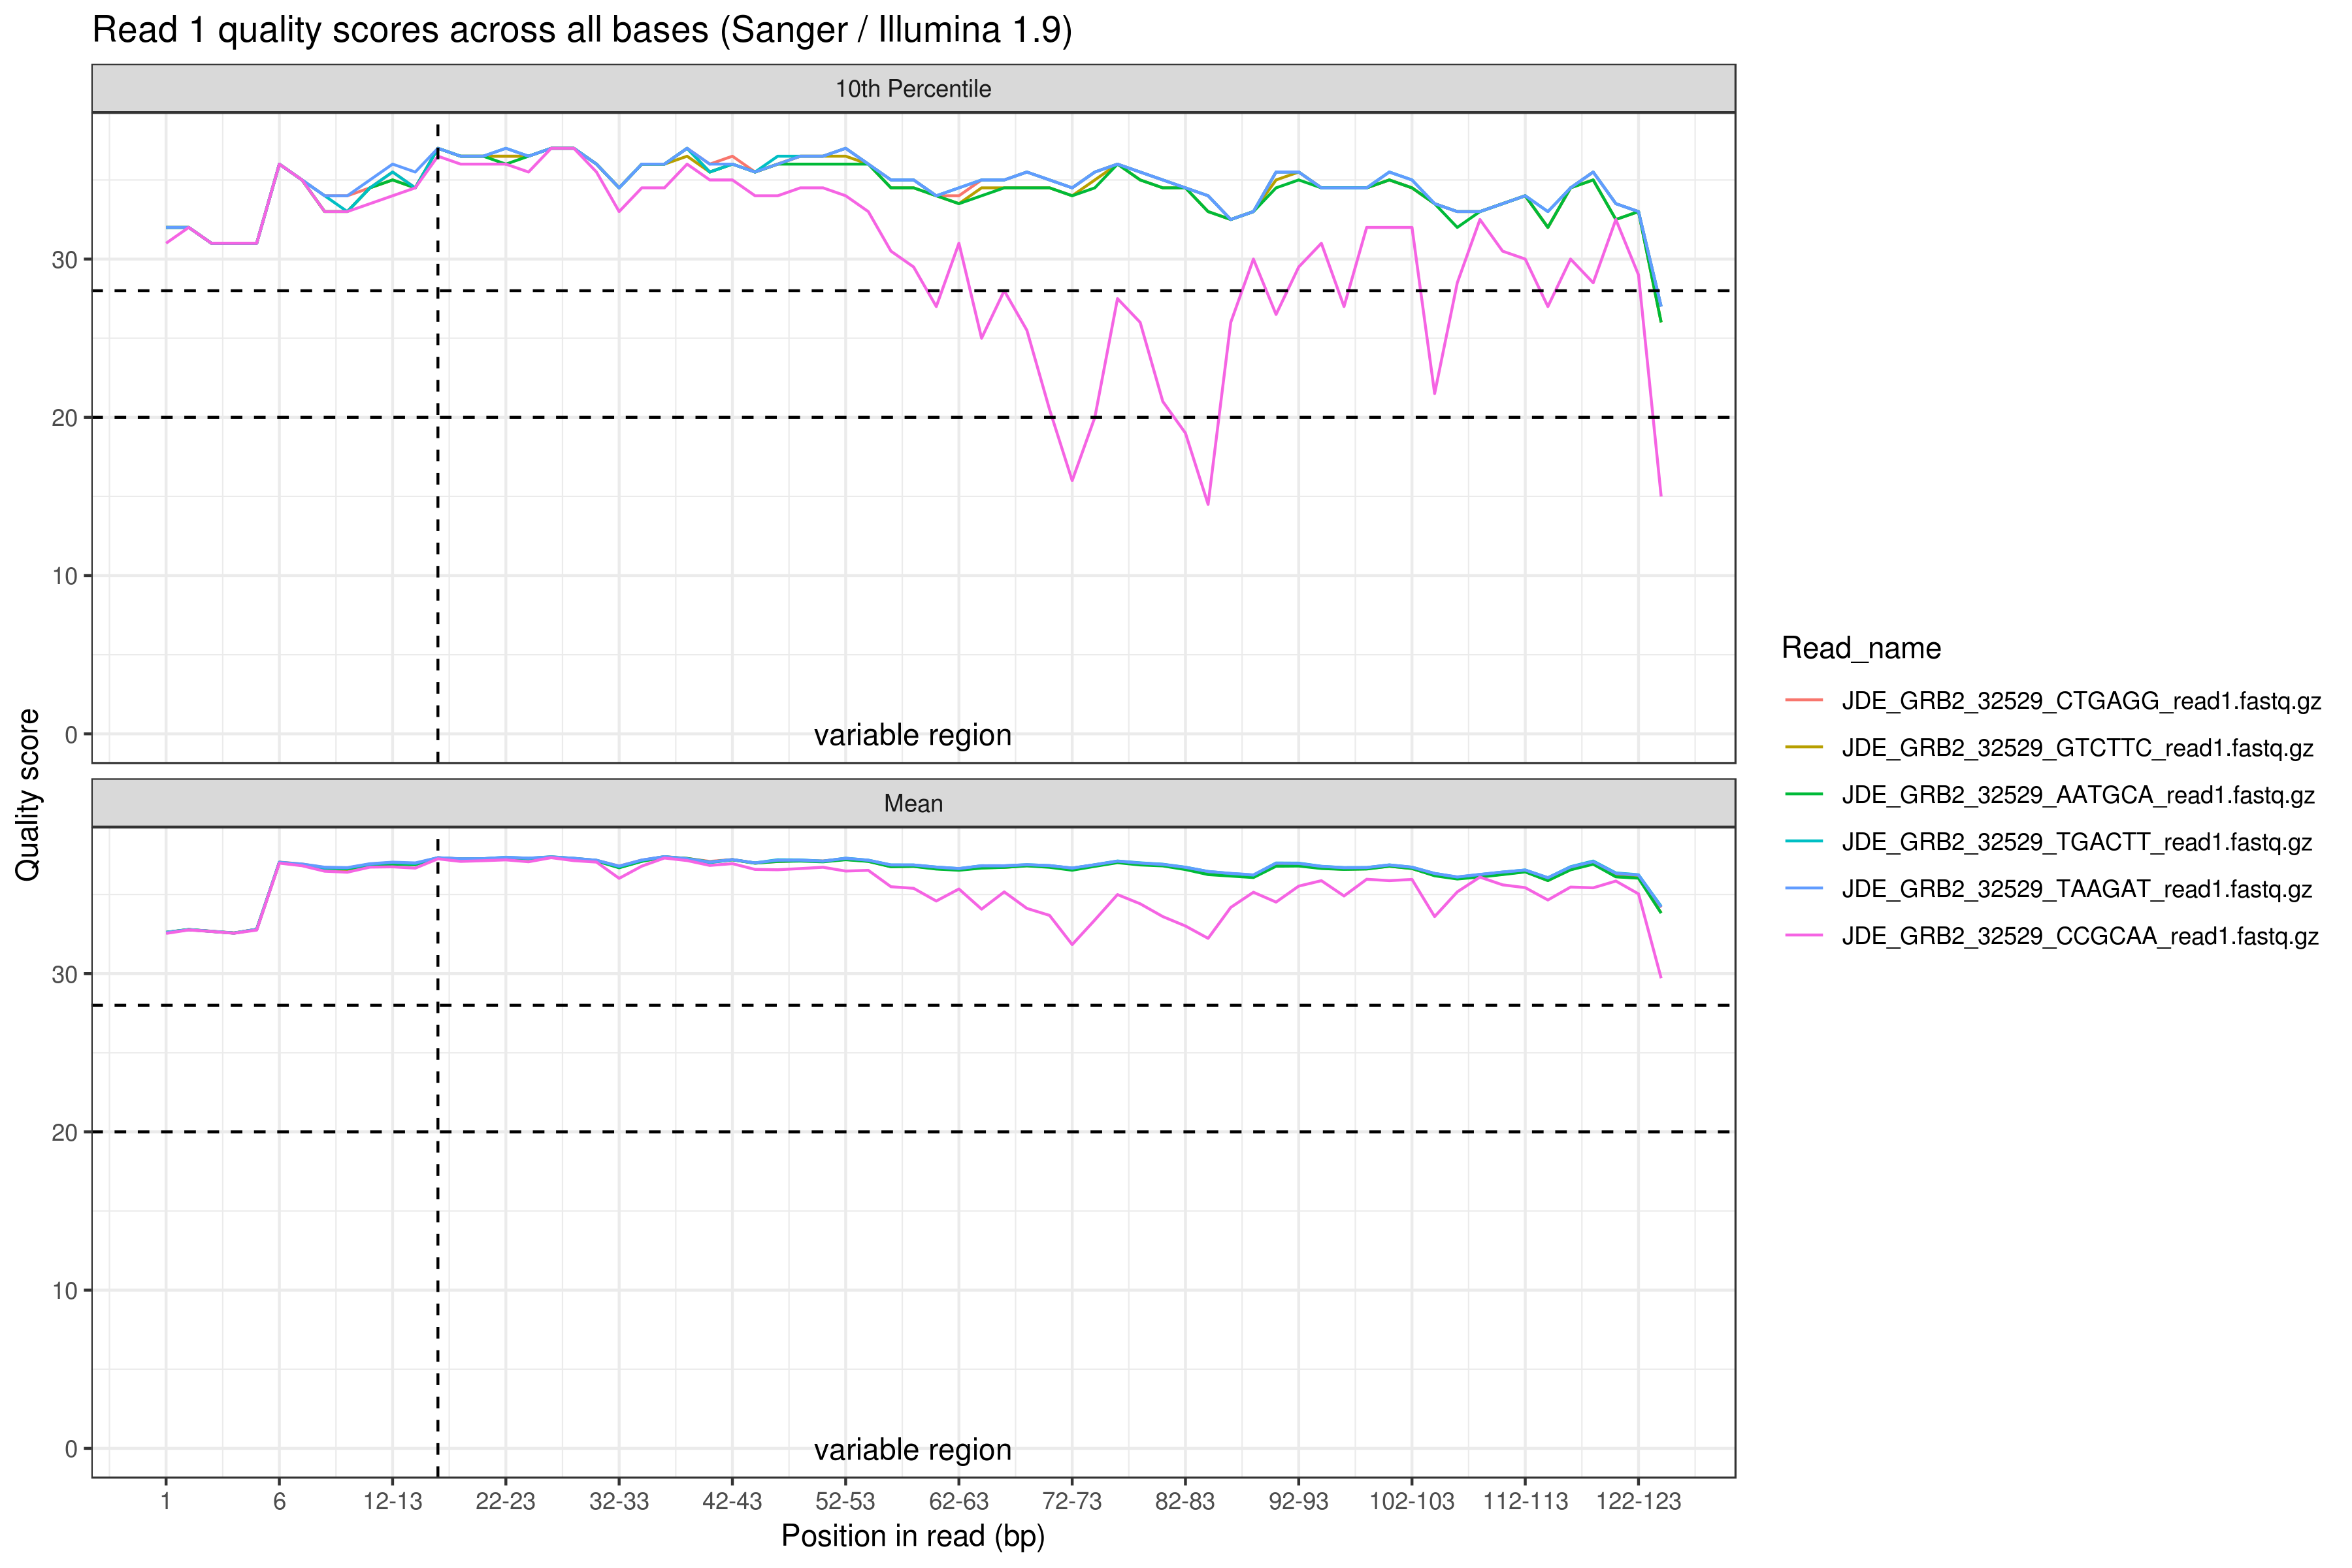 Read 1 quality scores across all bases (Sanger / Illumina 1.9)
10th Percentile
30
20
10
0
variable region
Mean
30
20
10
0
variable region
1 6 12-13 22-23 32-33 42-43 52-53 62-63 72-73 82-83 92-93 102-103 112-113 122-123
Position in read (bp)
Quality score
Read_name
JDE_GRB2_32529_CTGAGG_read1.fastq.gz
JDE_GRB2_32529_GTCTTC_read1.fastq.gz
JDE_GRB2_32529_AATGCA_read1.fastq.gz
JDE_GRB2_32529_TGACTT_read1.fastq.gz
JDE_GRB2_32529_TAAGAT_read1.fastq.gz
JDE_GRB2_32529_CCGCAA_read1.fastq.gz